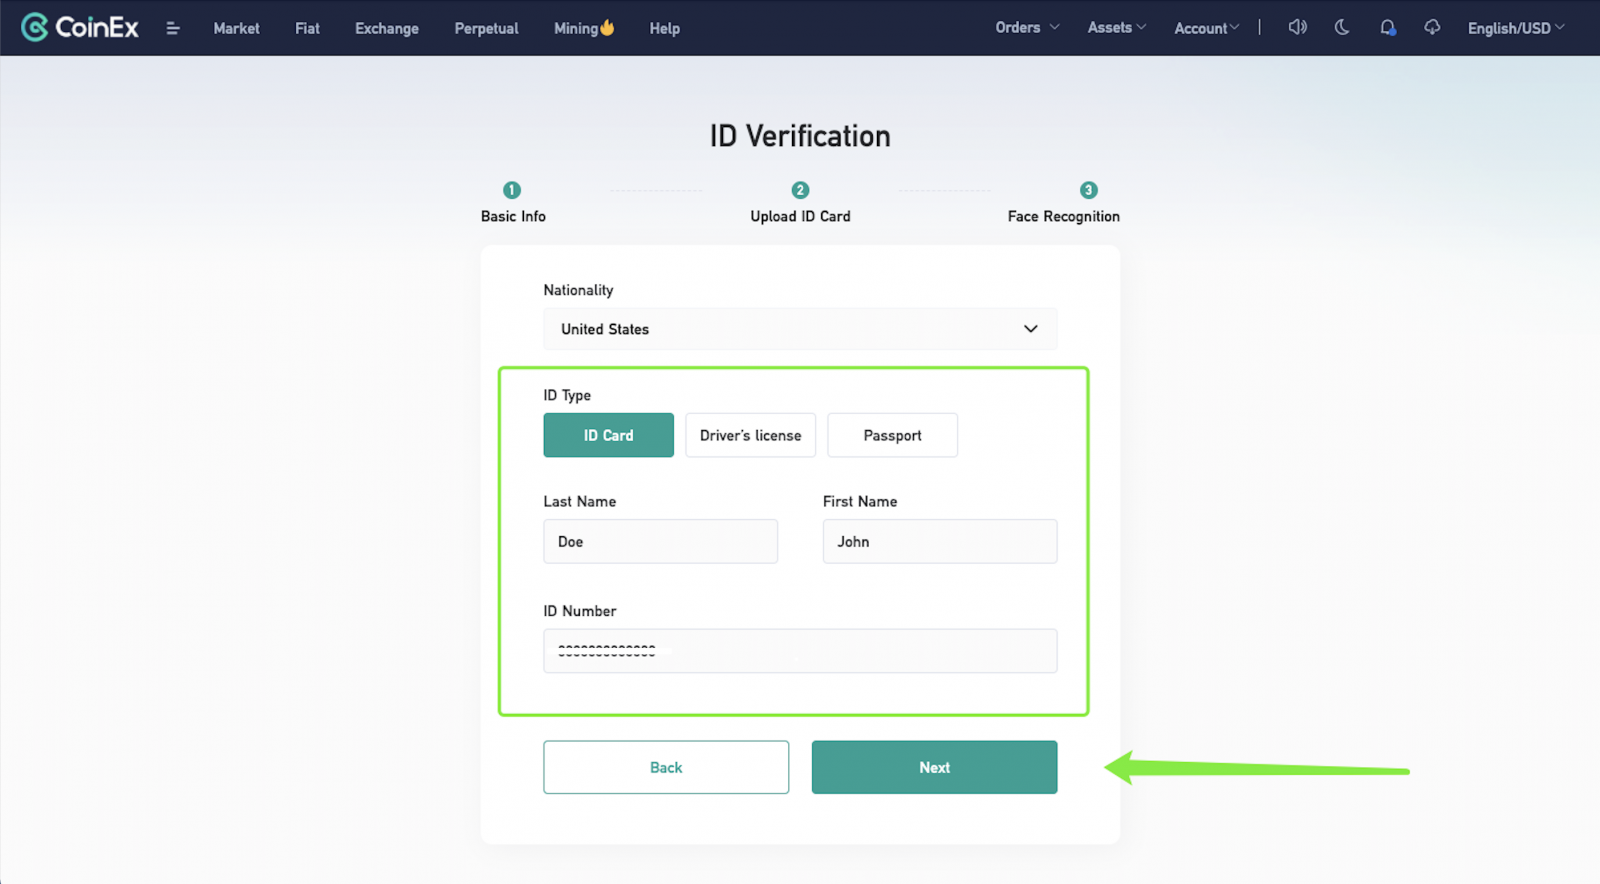 CoinEx Market Fiat Exchange Perpetual Mining Help Orders Assets Account English/USD
ID Verification
1 2 3
Basic Info Upload ID Card Face Recognition
Nationality
United States
ID Type
ID Card Driver's license Passport
Last Name First Name
Doe John
ID Number
Back Next